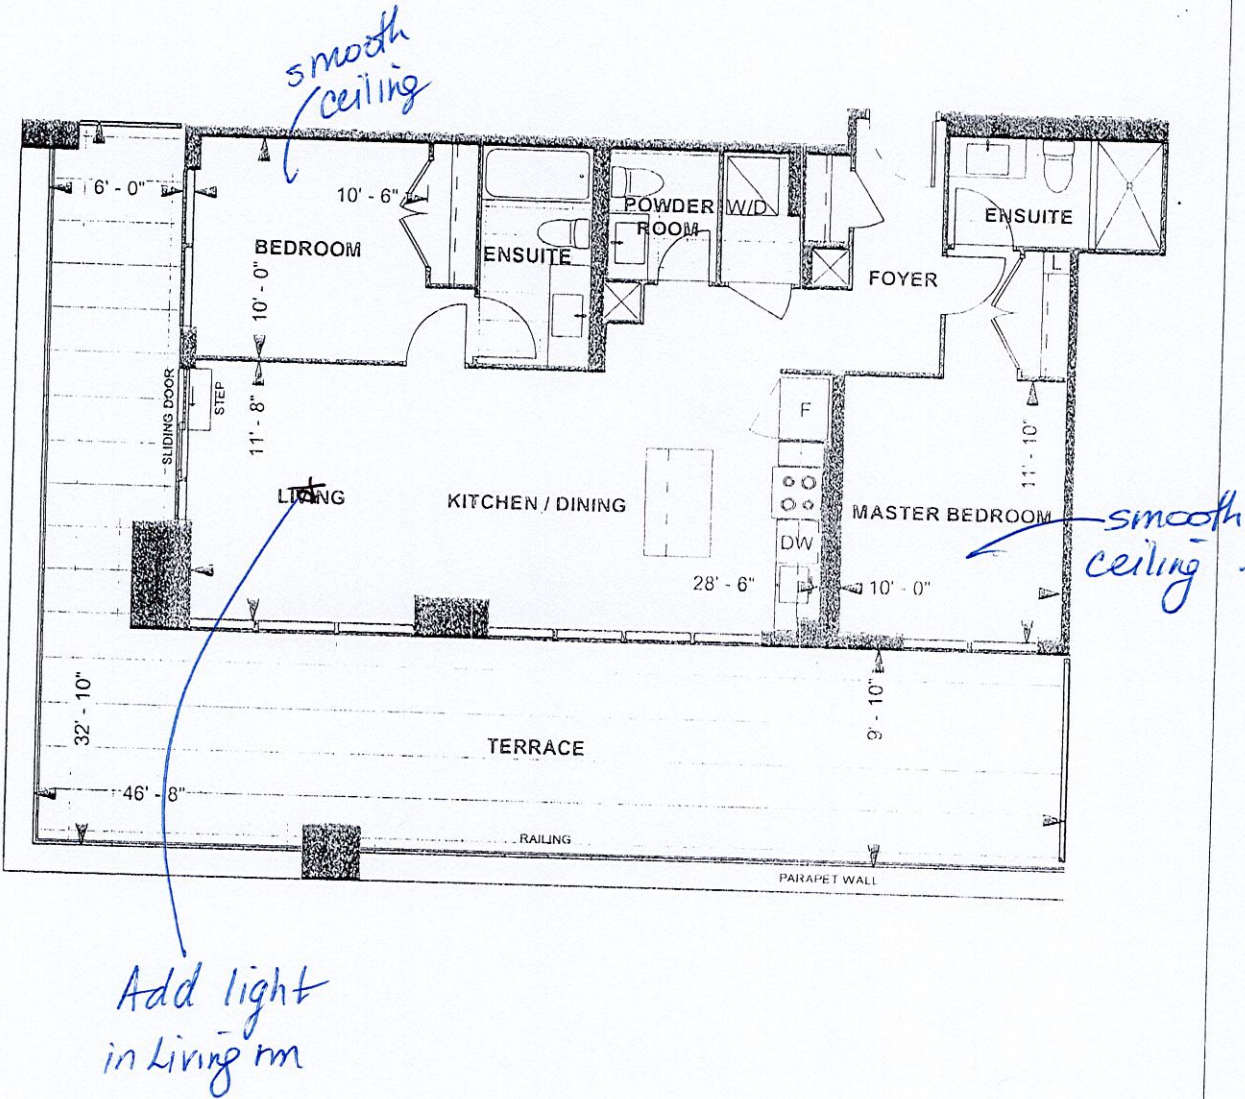 smooth
ceiling
6' - 0"
10' - 6"
BEDROOM
10' - 0"
ENSUITE
POWDER
ROOM
W/D
ENSUITE
FOYER
L
SLIDING DOOR
STEP
11' - 8"
F
11' - 10"
LIVING
KITCHEN / DINING
MASTER BEDROOM
smooth
ceiling
DW
28' - 6"
10' - 0"
32' - 10"
9' - 10"
TERRACE
46' - 8"
RAILING
PARAPET WALL
Add light
in Living rm